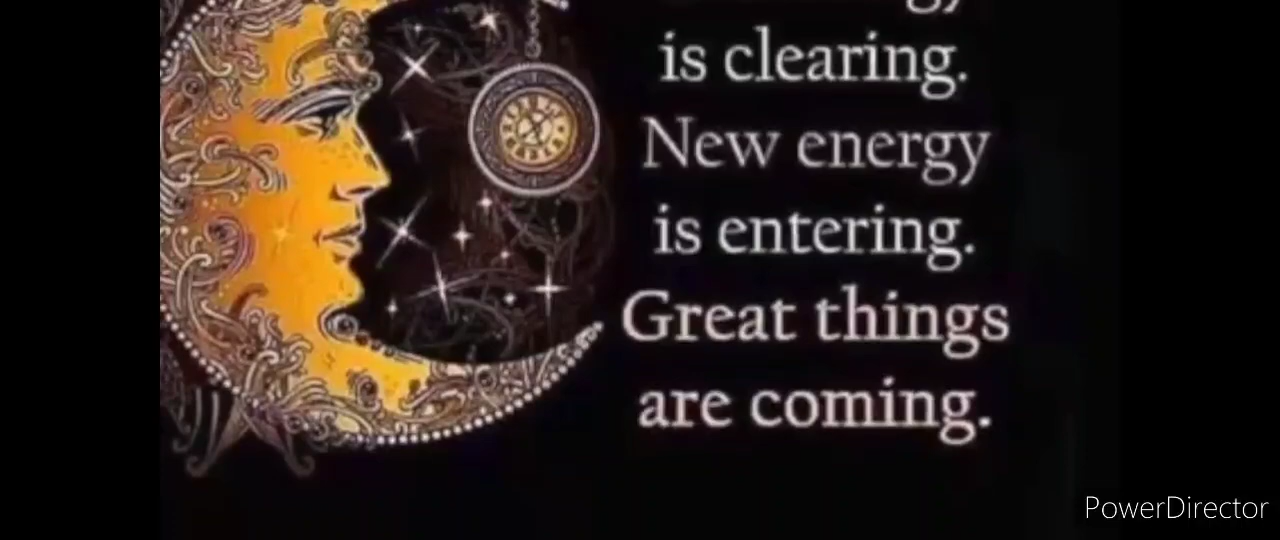 is clearing.
New energy
is entering.
Great things
are coming.
PowerDirector